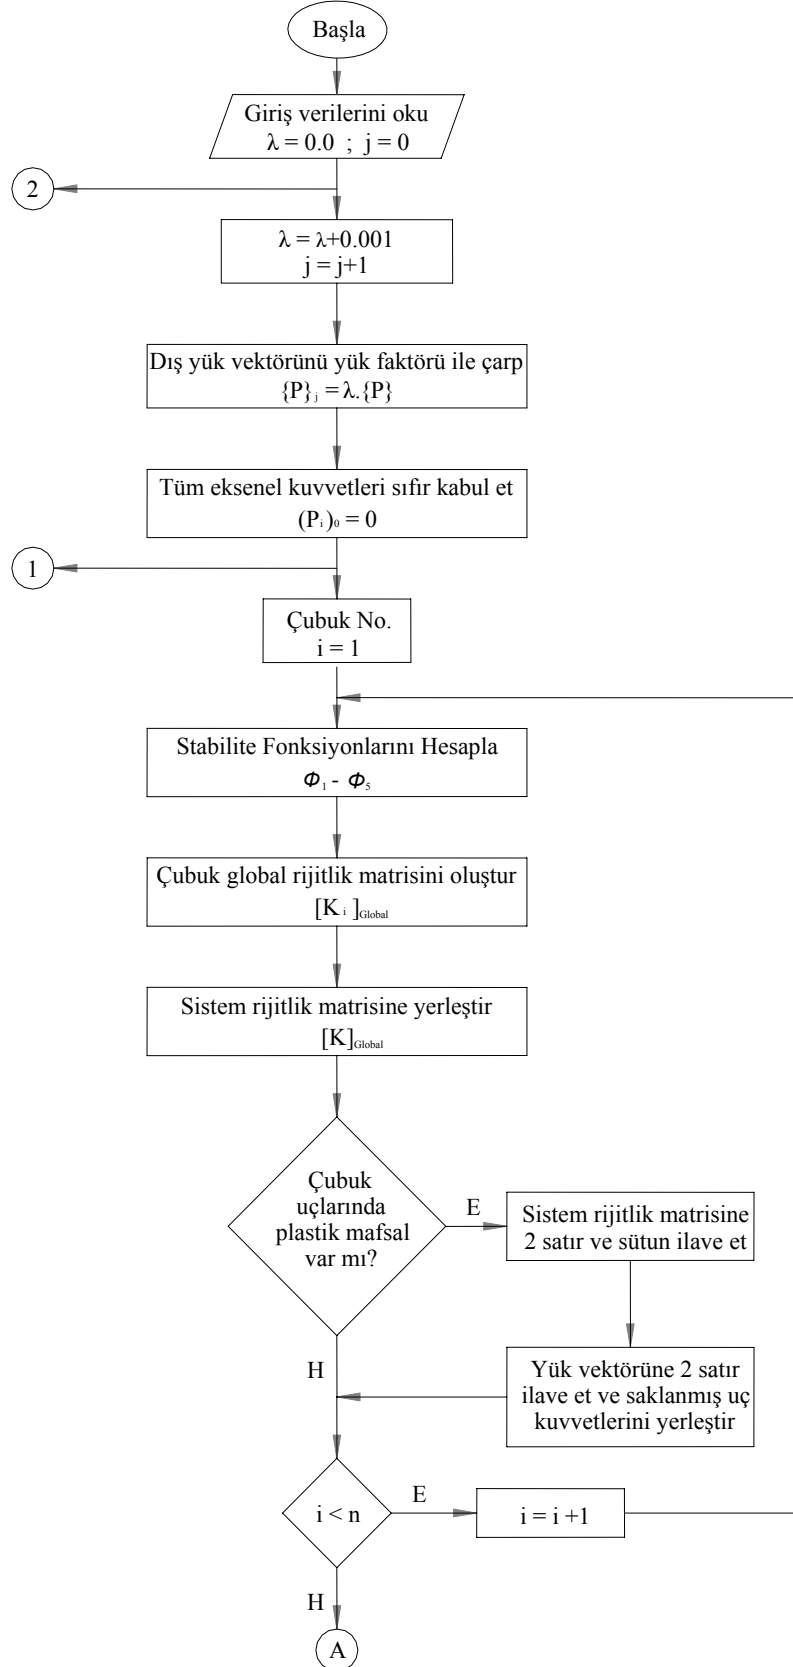 Başla
Giriş verilerini oku
λ = 0.0 ; j = 0
2
λ = λ+0.001
j = j+1
Dış yük vektörünü yük faktörü ile çarp
{P}ⱼ = λ.{P}
Tüm eksenel kuvvetleri sıfır kabul et
(Pᵢ)₀ = 0
1
Çubuk No.
i = 1
Stabilite Fonksiyonlarını Hesapla
Φ₁ - Φ₅
Çubuk global rijitlik matrisini oluştur
[K i ]Global
Sistem rijitlik matrisine yerleştir
[K]Global
Çubuk
uçlarında
plastik mafsal
var mı?
E
Sistem rijitlik matrisine
2 satır ve sütun ilave et
H
Yük vektörüne 2 satır
ilave et ve saklanmış uç
kuvvetlerini yerleştir
i < n
E
i = i +1
H
A